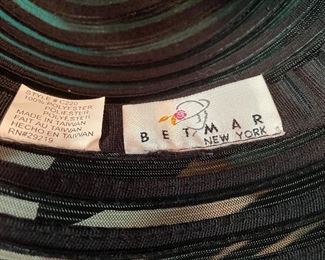 STYLE # C220
100% POLYESTER
POLIESTER
POLYESTER
MADE IN TAIWAN
FAIT AU TAIWAN
HECHO EN TAIWAN
RN#29219
BETMAR
NEW YORK